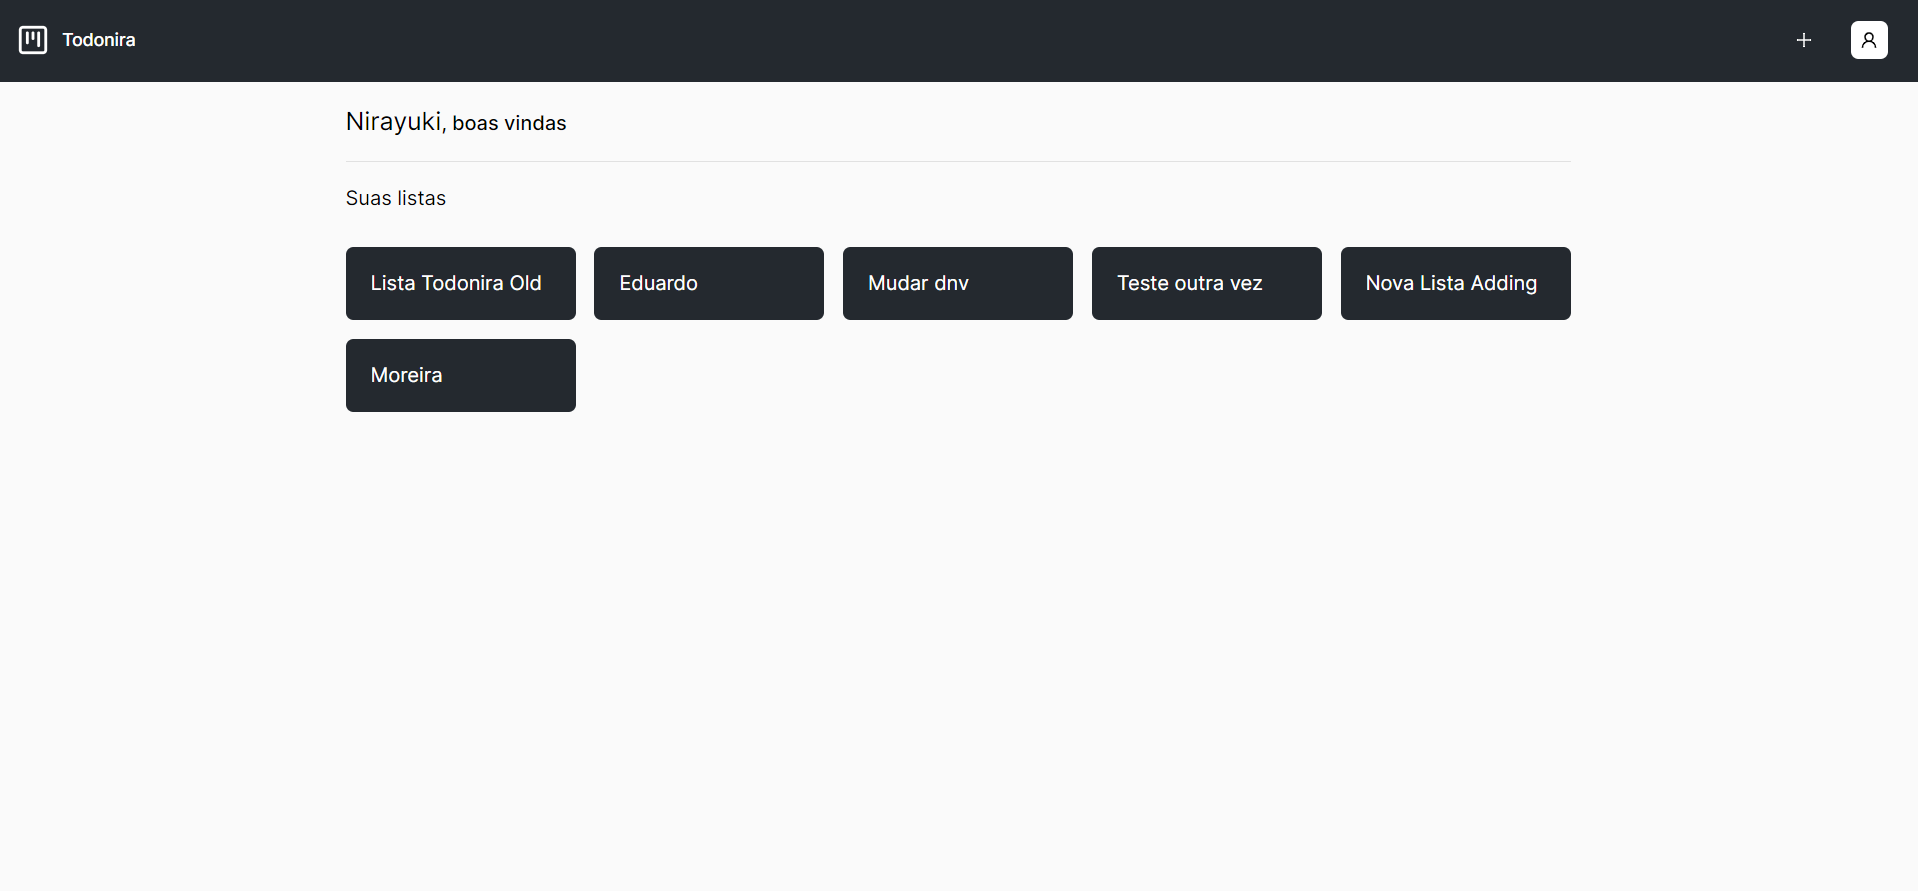 Todonira
Nirayuki, boas vindas
Suas listas
Lista Todonira Old
Eduardo
Mudar dnv
Teste outra vez
Nova Lista Adding
Moreira